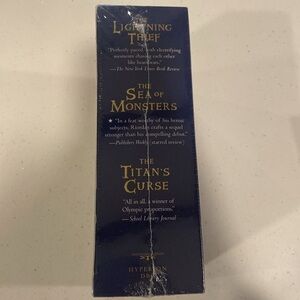 THE
LIGHTNING
THIEF
"Perfectly paced, with electrifying
moments chasing each other
like heartbeats."
—The New York Times Book Review
THE
SEA OF
MONSTERS
★ "In a feat worthy of his heroic
subjects, Riordan crafts a sequel
stronger than his compelling debut."
—Publishers Weekly (starred review)
THE
TITAN'S
CURSE
"All in all, a winner of
Olympic proportions."
—School Library Journal
HYPERION